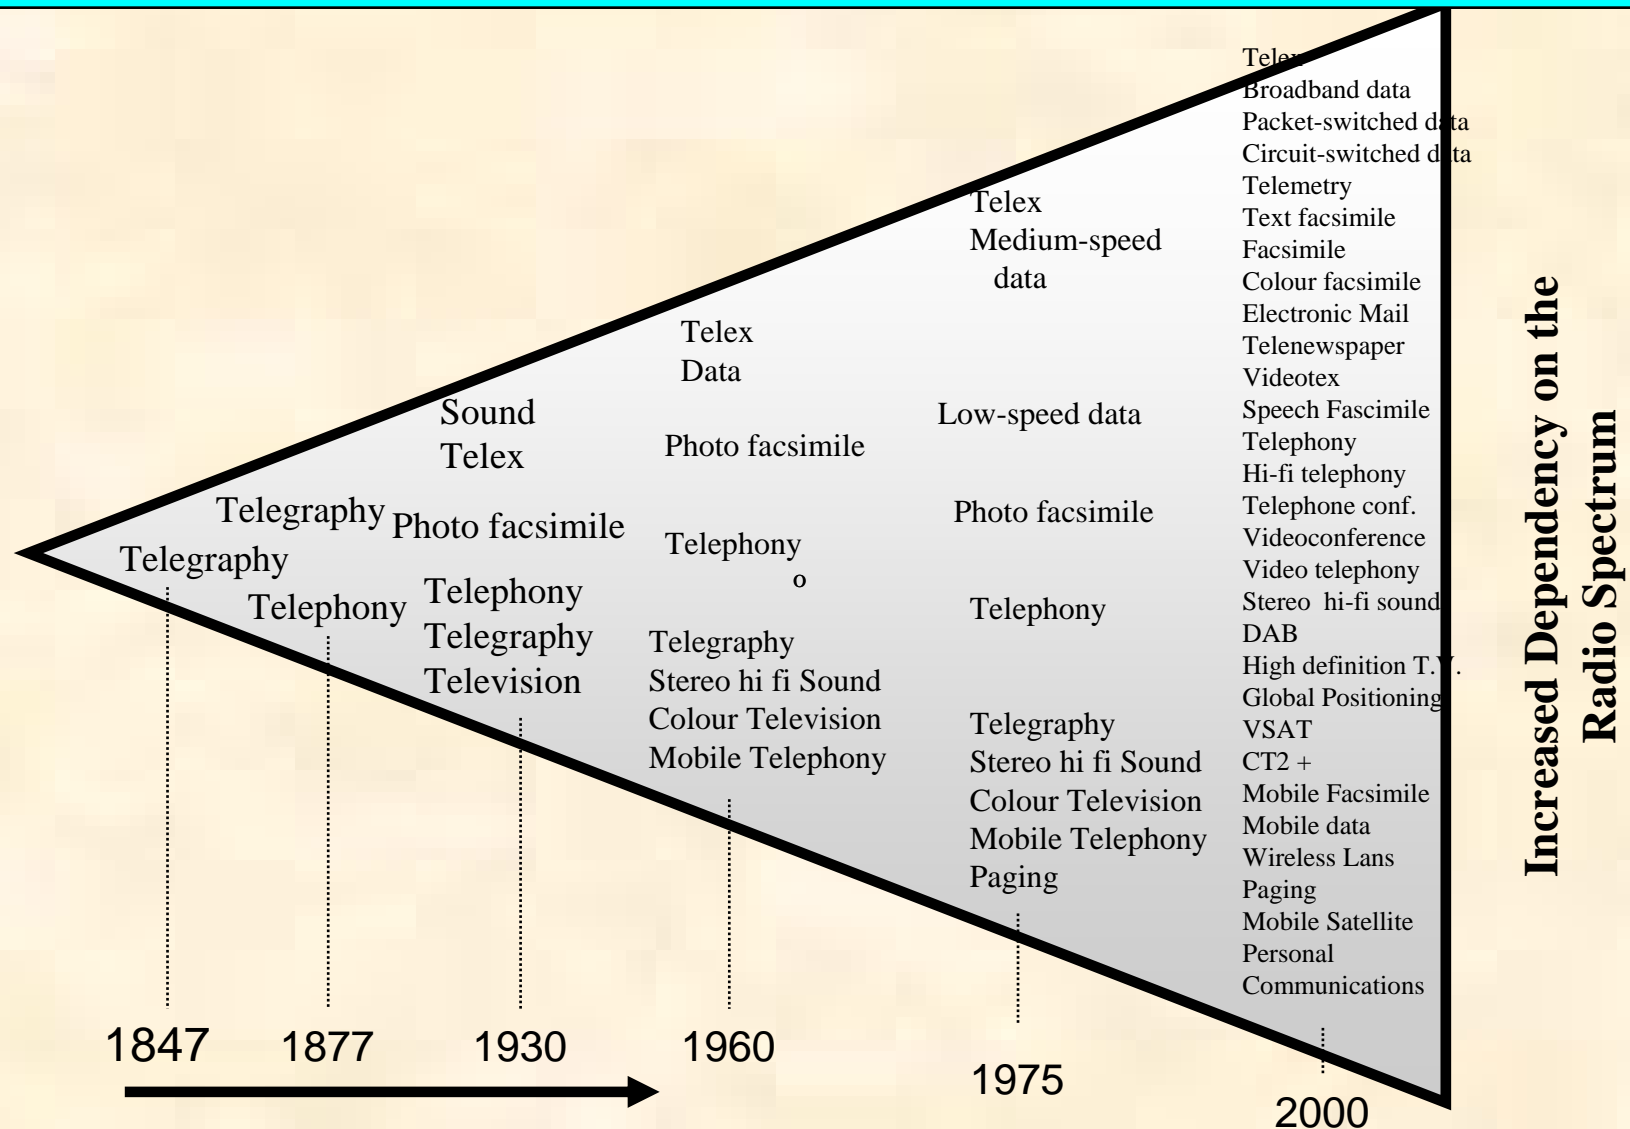 Telegraphy
1847
Telegraphy
Telephony
1877
Sound
Telex
Photo facsimile
Telephony
Telegraphy
Television
1930
Telex
Data
Photo facsimile
Telephony
o
Telegraphy
Stereo hi fi Sound
Colour Television
Mobile Telephony
1960
Telex
Medium-speed
data
Low-speed data
Photo facsimile
Telephony
Telegraphy
Stereo hi fi Sound
Colour Television
Mobile Telephony
Paging
1975
Telex
Broadband data
Packet-switched data
Circuit-switched data
Telemetry
Text facsimile
Facsimile
Colour facsimile
Electronic Mail
Telenewspaper
Videotex
Speech Fascimile
Telephony
Hi-fi telephony
Telephone conf.
Videoconference
Video telephony
Stereo hi-fi sound
DAB
High definition T.V.
Global Positioning
VSAT
CT2 +
Mobile Facsimile
Mobile data
Wireless Lans
Paging
Mobile Satellite
Personal
Communications
2000
Increased Dependency on the
Radio Spectrum